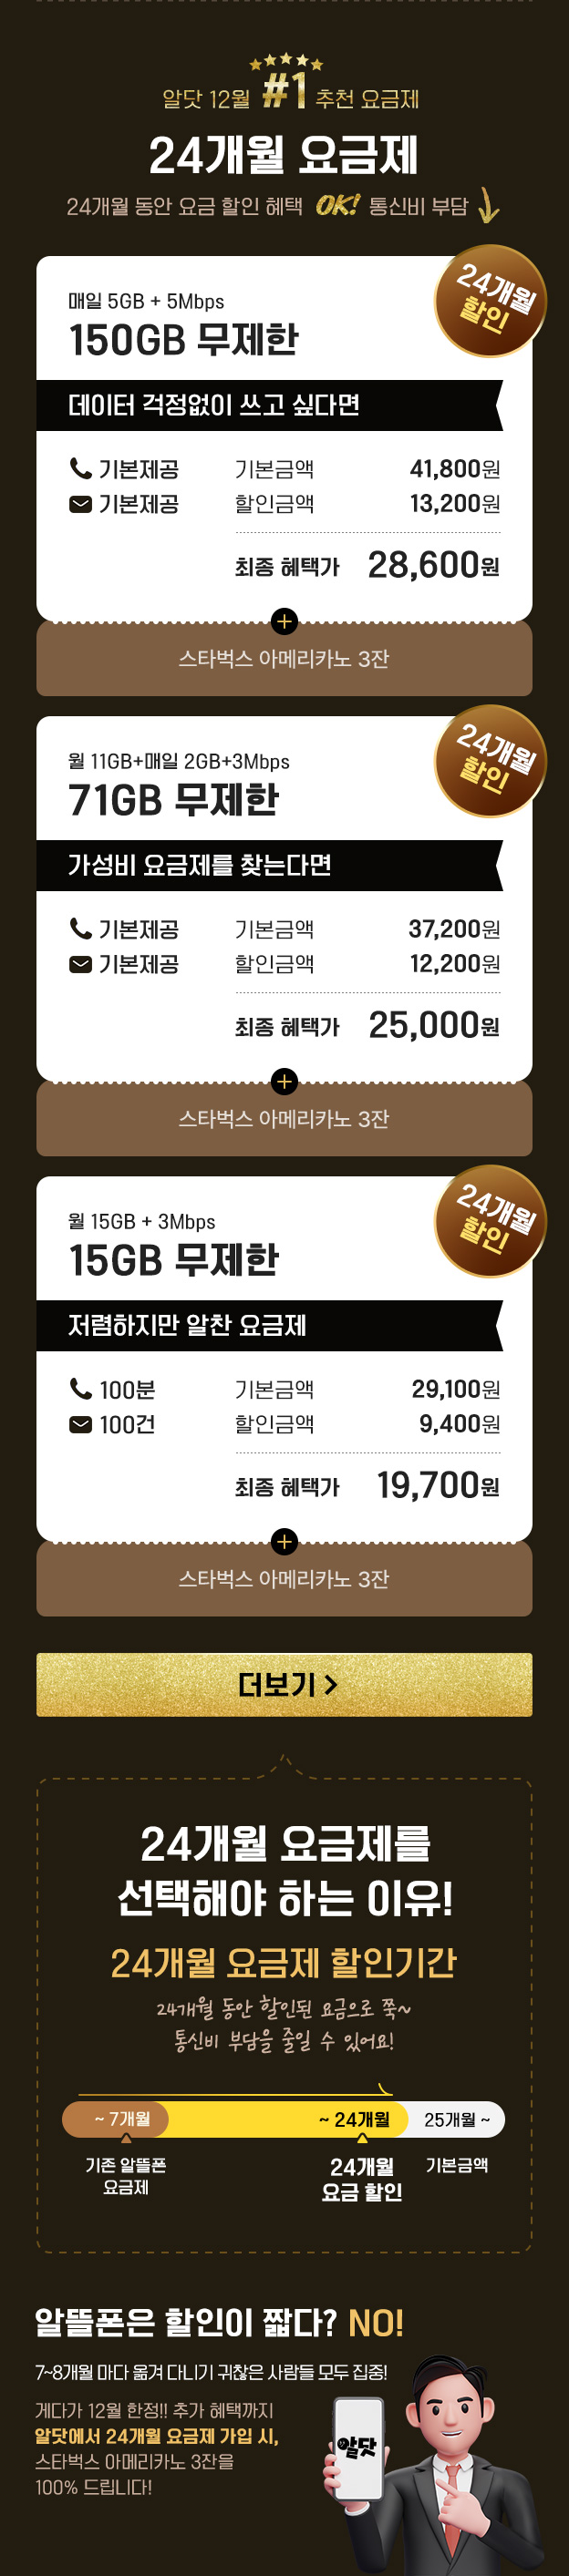 알닷 12월 #1 추천 요금제
24개월 요금제
24개월 동안 요금 할인 혜택 OK! 통신비 부담
24개월
할인
매일 5GB + 5Mbps
150GB 무제한
데이터 걱정없이 쓰고 싶다면
기본제공 기본금액 41,800원
기본제공 할인금액 13,200원
최종 혜택가 28,600원
+
스타벅스 아메리카노 3잔
24개월
할인
월 11GB+매일 2GB+3Mbps
71GB 무제한
가성비 요금제를 찾는다면
기본제공 기본금액 37,200원
기본제공 할인금액 12,200원
최종 혜택가 25,000원
+
스타벅스 아메리카노 3잔
24개월
할인
월 15GB + 3Mbps
15GB 무제한
저렴하지만 알찬 요금제
100분 기본금액 29,100원
100건 할인금액 9,400원
최종 혜택가 19,700원
+
스타벅스 아메리카노 3잔
더보기 >
24개월 요금제를
선택해야 하는 이유!
24개월 요금제 할인기간
24개월 동안 할인된 요금으로 쭉~
통신비 부담을 줄일 수 있어요!
~ 7개월 ~ 24개월 25개월 ~
기존 알뜰폰 24개월 기본금액
요금제 요금 할인
알뜰폰은 할인이 짧다? NO!
7~8개월 마다 옮겨 다니기 귀찮은 사람들 모두 집중!
게다가 12월 한정!! 추가 혜택까지
알닷에서 24개월 요금제 가입 시,
스타벅스 아메리카노 3잔을
100% 드립니다!
알닷